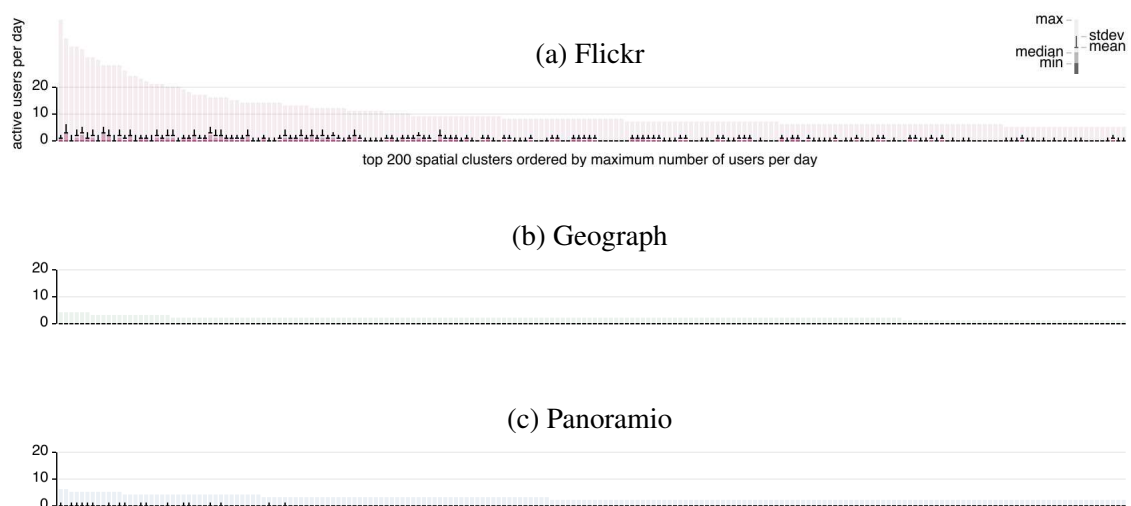 active users per day
(a) Flickr
max
stdev
mean
median
min
20
10
0
top 200 spatial clusters ordered by maximum number of users per day
(b) Geograph
20
10
0
(c) Panoramio
20
10
0